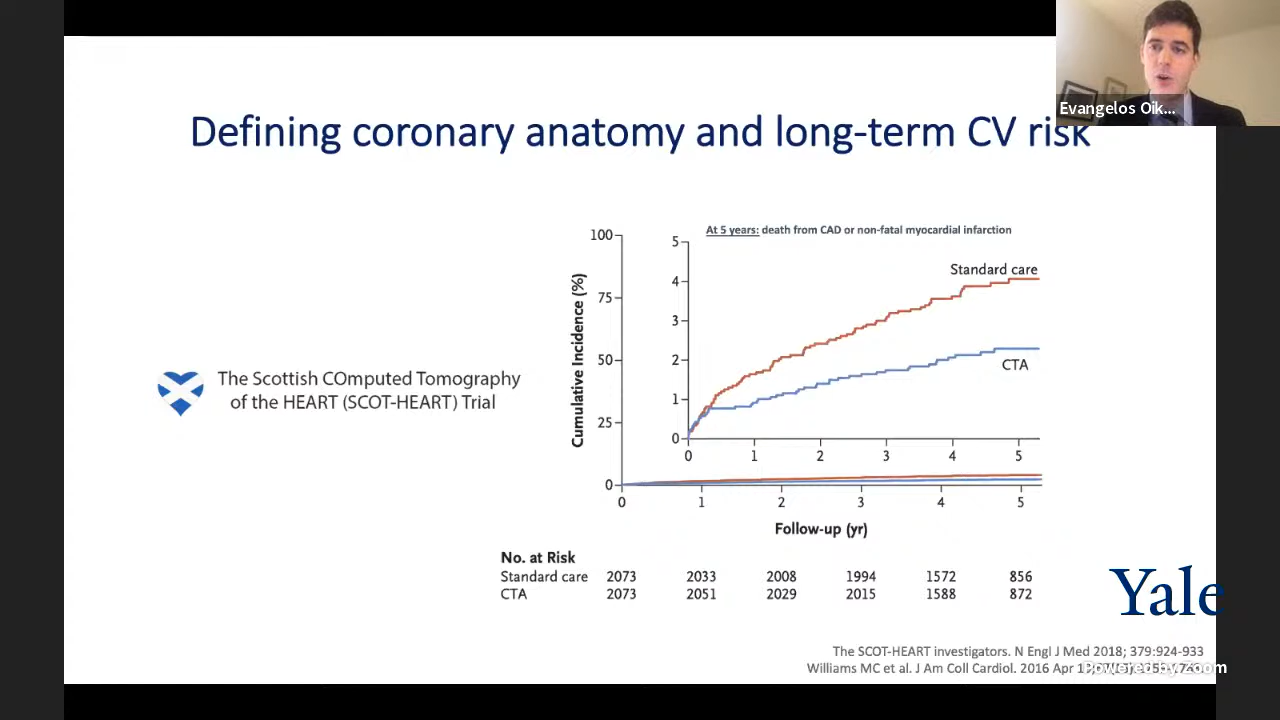 Evangelos Oik...
Defining coronary anatomy and long-term CV risk
At 5 years: death from CAD or non-fatal myocardial infarction
100
75
50
25
0
Cumulative Incidence (%)
5
4
3
2
1
0
Standard care
CTA
0 1 2 3 4 5
0 1 2 3 4 5
Follow-up (yr)
The Scottish COmputed Tomography
of the HEART (SCOT-HEART) Trial
No. at Risk
Standard care 2073 2033 2008 1994 1572 856
CTA 2073 2051 2029 2015 1588 872
Yale
The SCOT-HEART investigators. N Engl J Med 2018; 379:924-933
Williams MC et al. J Am Coll Cardiol. 2016 Apr
Powered by Zoom